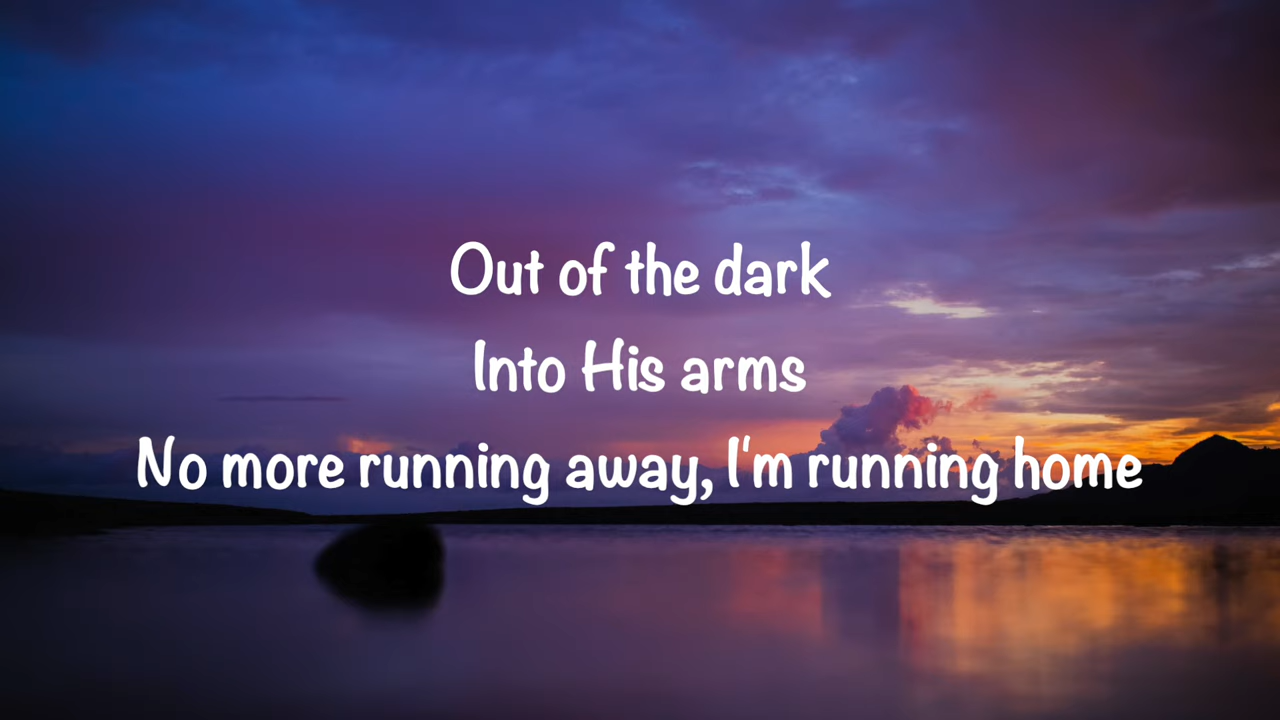 Out of the dark
Into His arms
No more running away, I'm running home